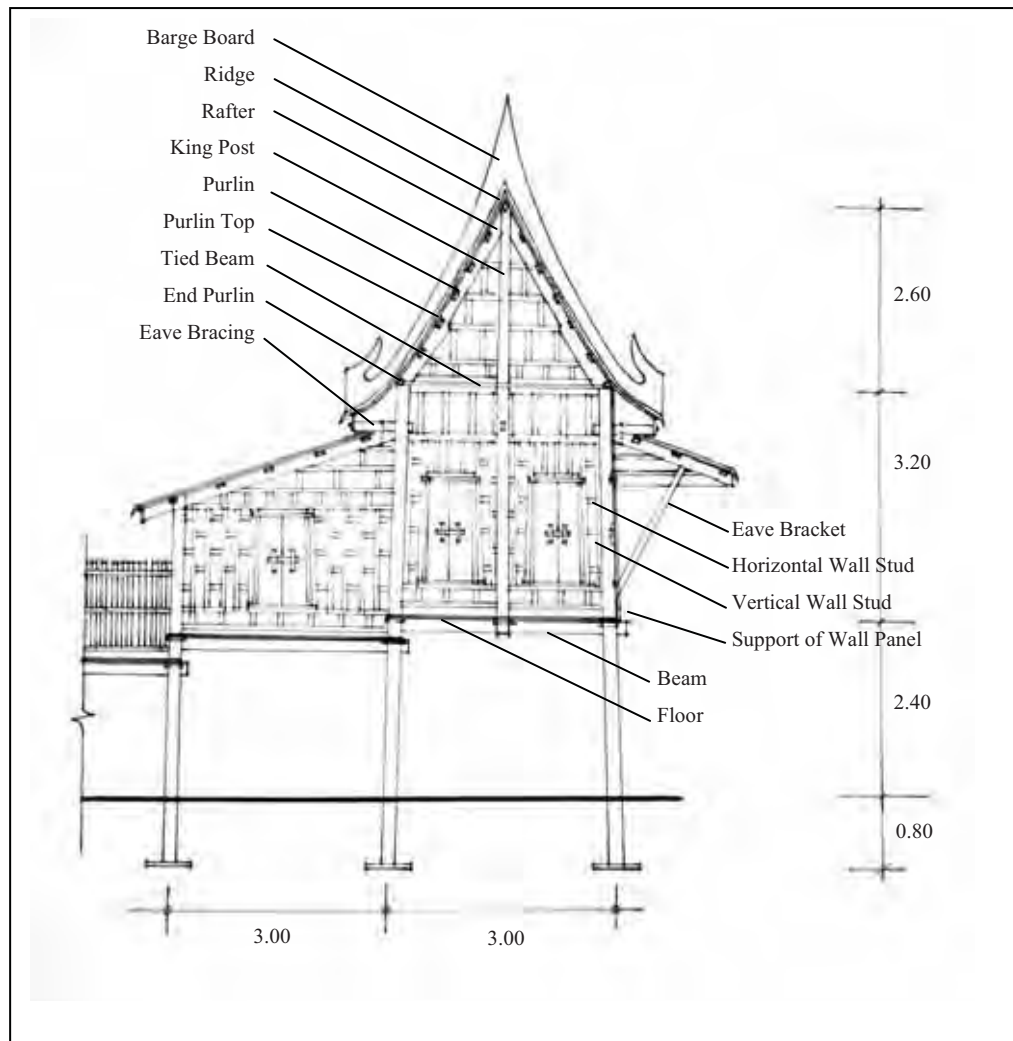 Barge Board
Ridge
Rafter
King Post
Purlin
Purlin Top
Tied Beam
End Purlin
Eave Bracing
2.60
3.20
Eave Bracket
Horizontal Wall Stud
Vertical Wall Stud
Support of Wall Panel
Beam
Floor
2.40
0.80
3.00
3.00